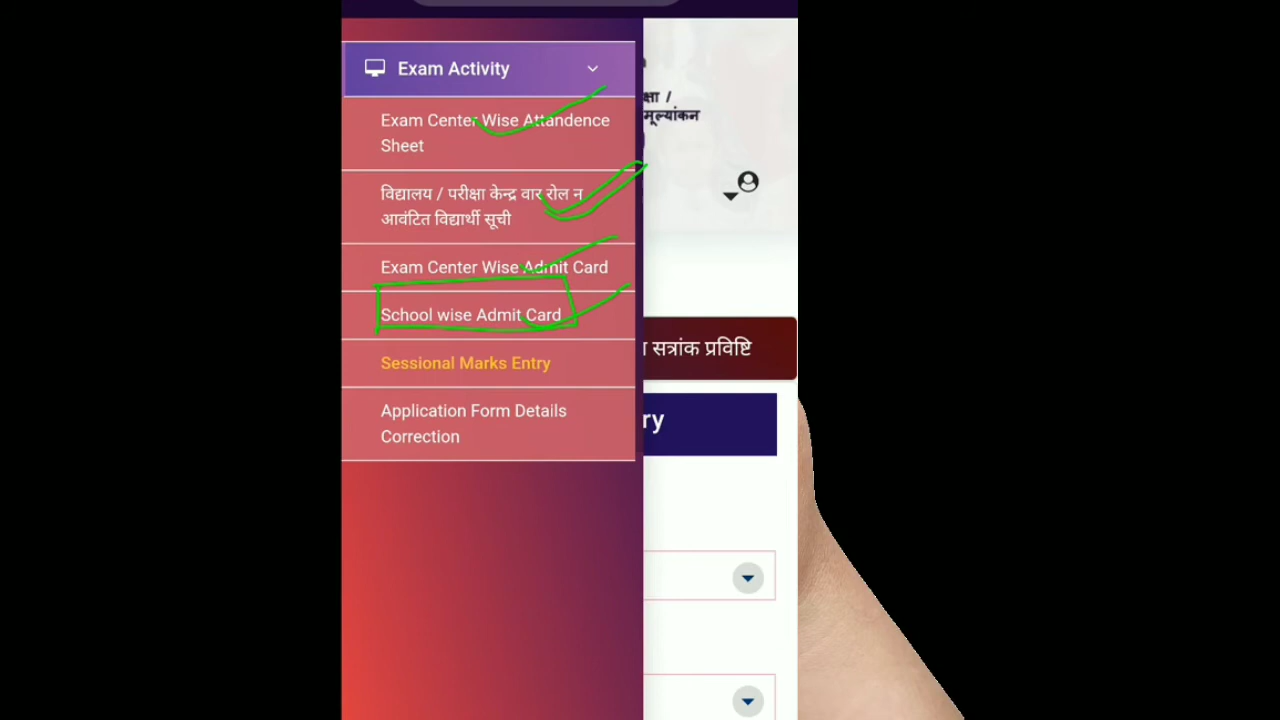 Exam Activity
Exam Center Wise Attandence
Sheet
विद्यालय / परीक्षा केन्द्र वार रोल न
आवंटित विद्यार्थी सूची
Exam Center Wise Admit Card
School wise Admit Card
Sessional Marks Entry
Application Form Details
Correction
क्षा /
मूल्यांकन
सत्रांक प्रविष्टि
ry